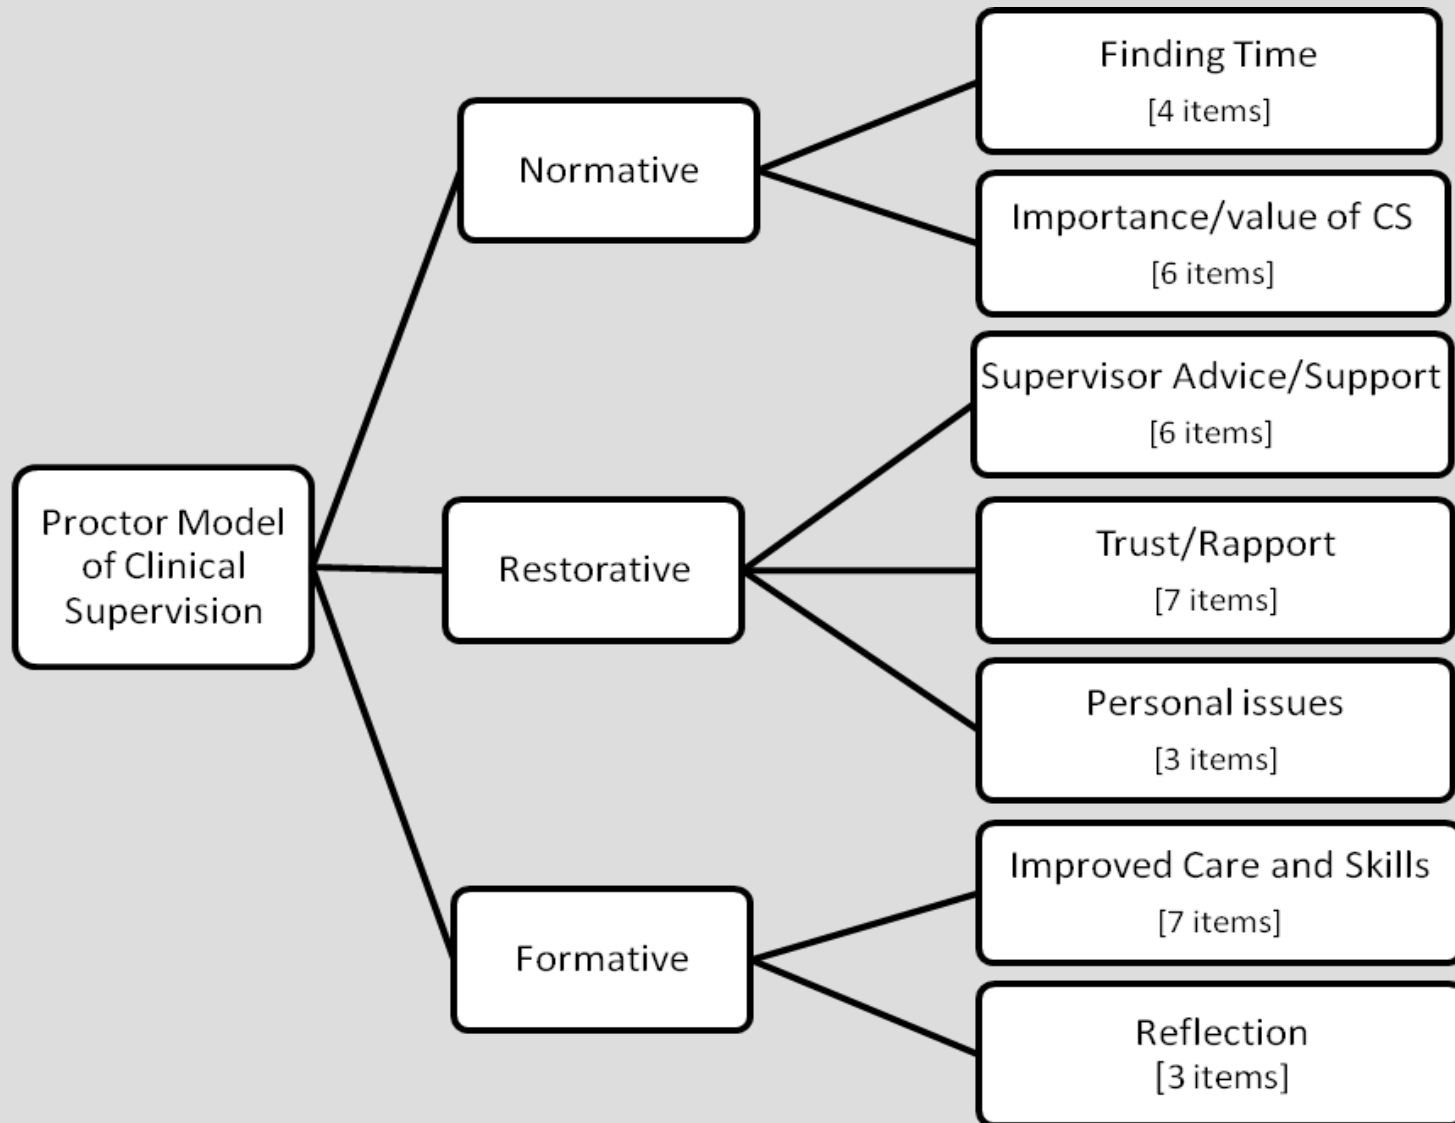 Proctor Model
of Clinical
Supervision
Normative
Finding Time
[4 items]
Importance/value of CS
[6 items]
Restorative
Supervisor Advice/Support
[6 items]
Trust/Rapport
[7 items]
Personal issues
[3 items]
Formative
Improved Care and Skills
[7 items]
Reflection
[3 items]